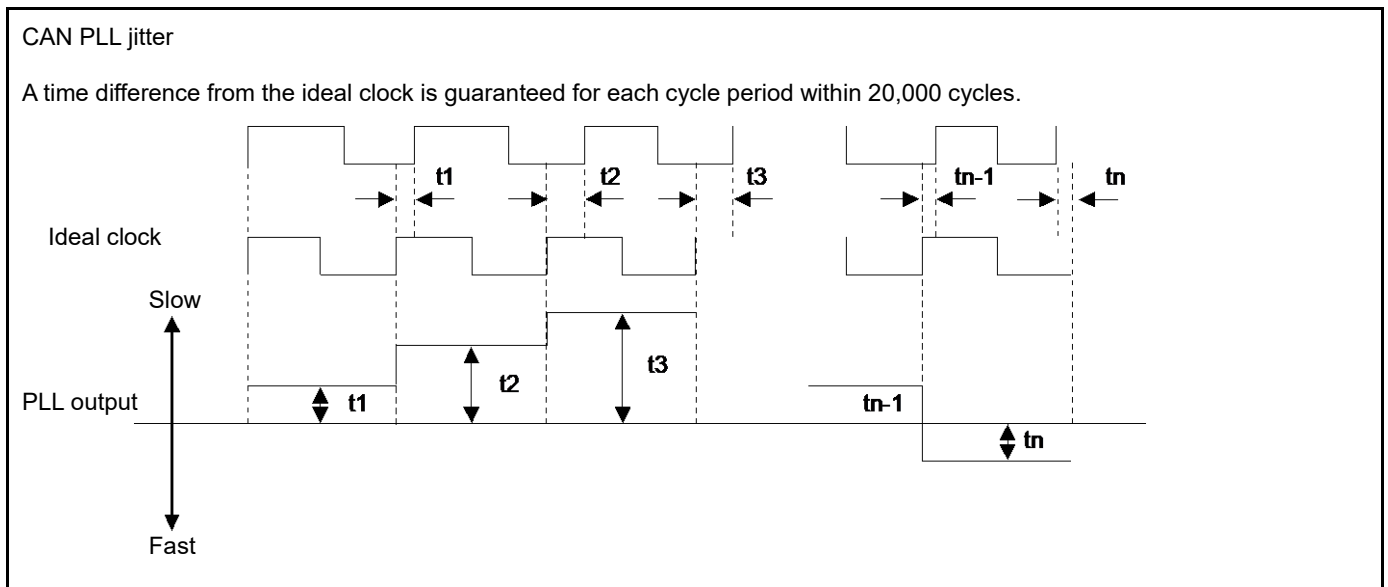 CAN PLL jitter
A time difference from the ideal clock is guaranteed for each cycle period within 20,000 cycles.
t1 t2 t3 tn-1 tn
Ideal clock
Slow
t1 t2 t3 tn-1 tn
PLL output
Fast